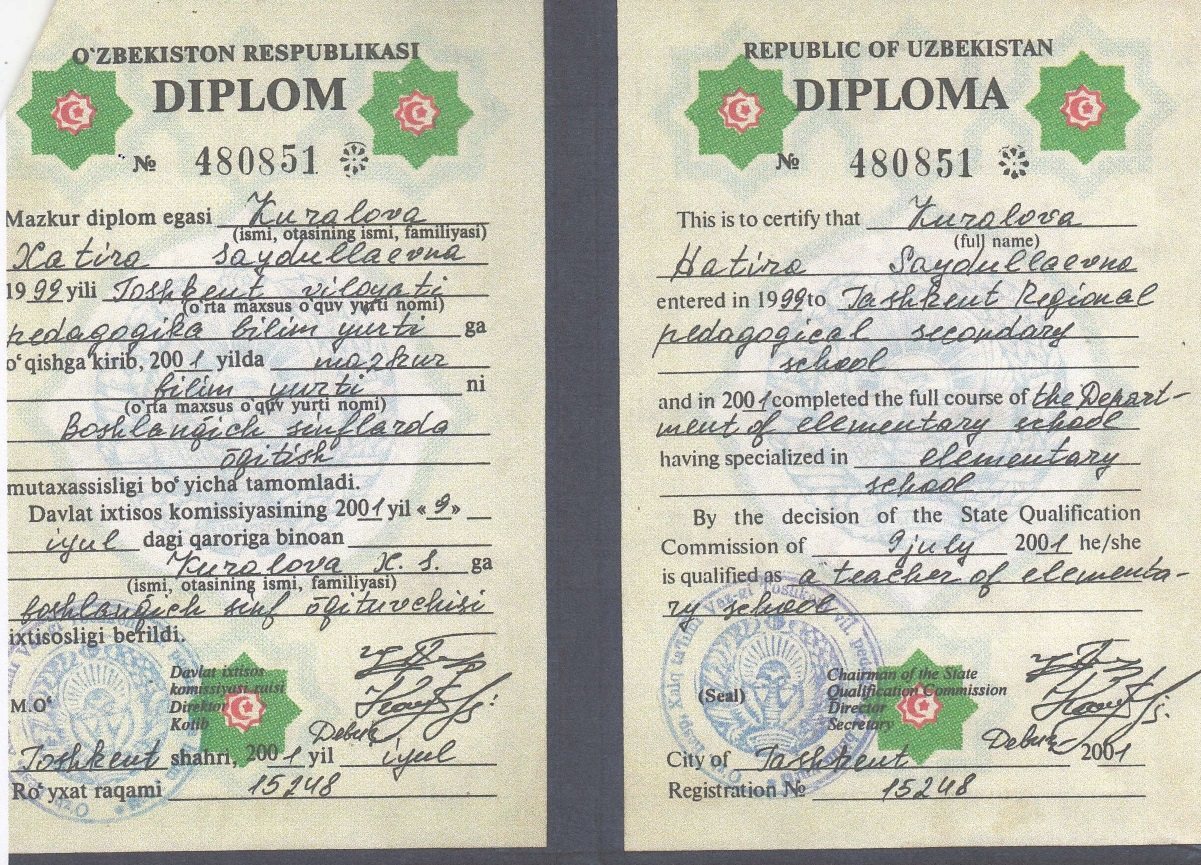 O‘ZBEKISTON RESPUBLIKASI
DIPLOM
№ 480851
Mazkur diplom egasi Kuralova
(ismi, otasining ismi, familiyasi)
Xatira Saydullaevna
1999 yili Toshkent viloyati
(o‘rta maxsus o‘quv yurti nomi)
pedagogika bilim yurti ga
o‘qishga kirib, 2001 yilda mazkur
bilim yurti ni
(o‘rta maxsus o‘quv yurti nomi)
Boshlangich sinflarda
õgitish
mutaxassisligi bo‘yicha tamomladi.
Davlat ixtisos komissiyasining 2001 yil «9»
iyul dagi qaroriga binoan
Kuralova X. S. ga
(ismi, otasining ismi, familiyasi)
boshlangich sinf õgituvchisi
ixtisosligi berildi.
M.O‘
Davlat ixtisos
komissiyasi raisi
Direktor
Kotib
Toshkent shahri, 2001 yil iyul
Ro‘yxat raqami 15248
REPUBLIC OF UZBEKISTAN
DIPLOMA
№ 480851
This is to certify that Kuralova
(full name)
Hatira Saydullaevna
entered in 1999 to Tashkent Regional
pedagogical secondary
school
and in 2001 completed the full course of the Depart-
ment of elementary school
having specialized in elementary
school
By the decision of the State Qualification
Commission of 9 july 2001 he/she
is qualified as a teacher of elementa-
ry school
(Seal)
Chairman of the State
Qualification Commission
Director
Secretary
City of Tashkent 2001
Registration № 15248